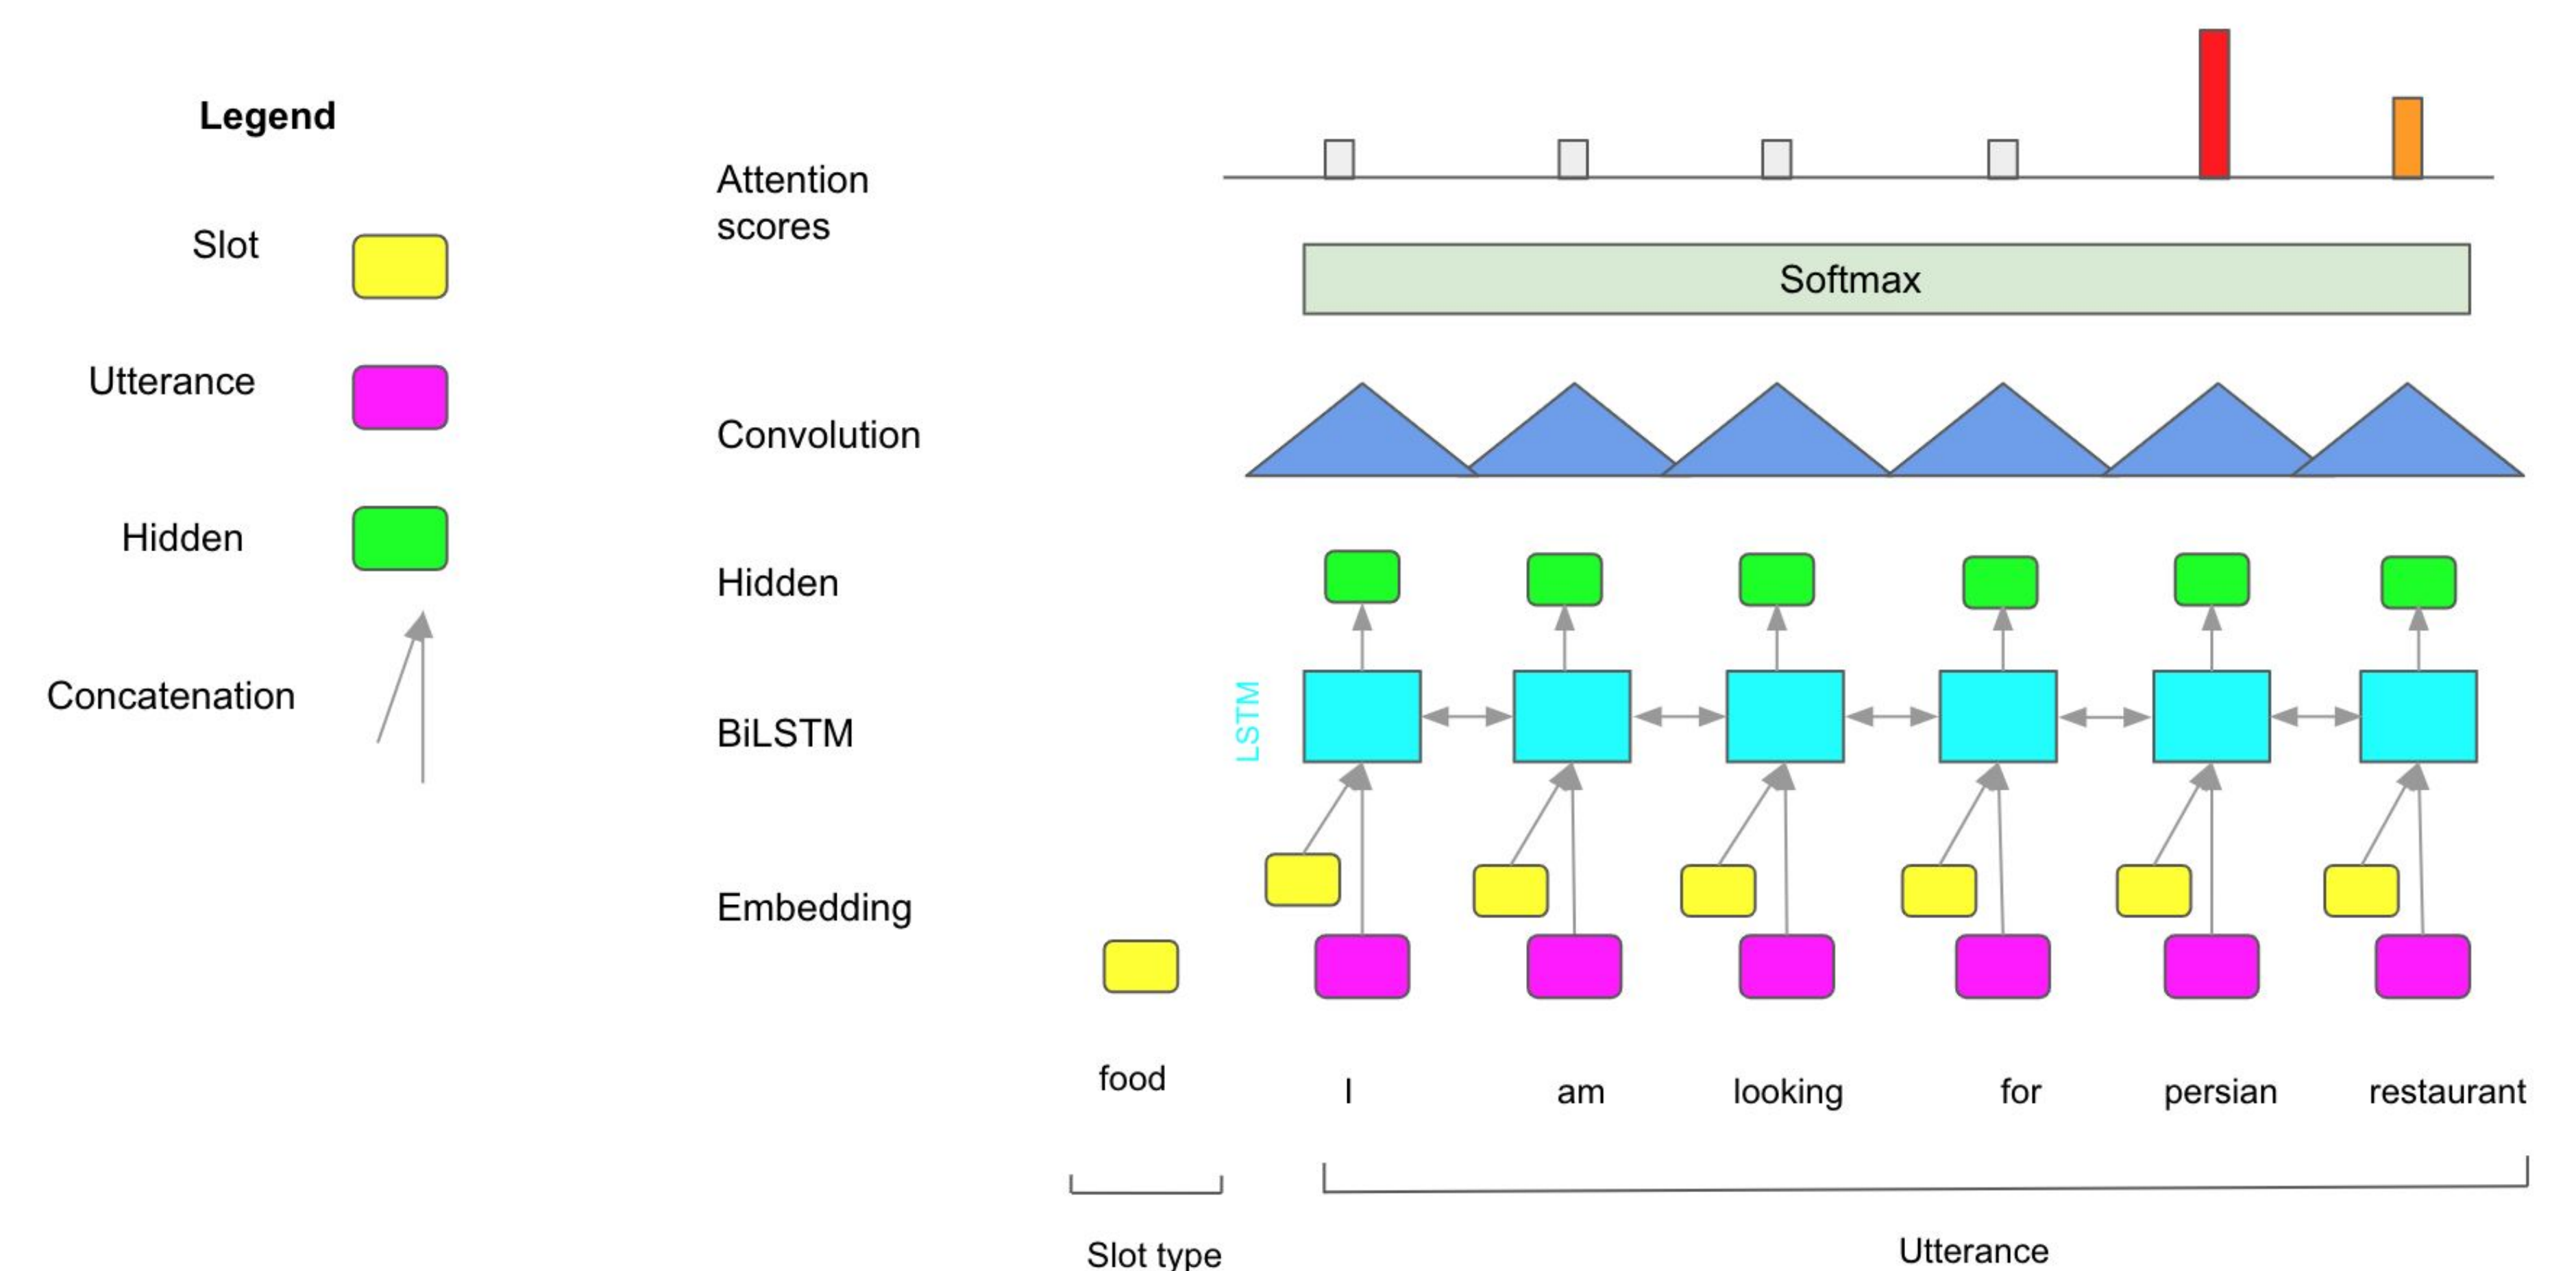 Legend
Slot
Utterance
Hidden
Concatenation
Attention
scores
Softmax
Convolution
Hidden
LSTM
BiLSTM
Embedding
food
I am looking for persian restaurant
Slot type
Utterance